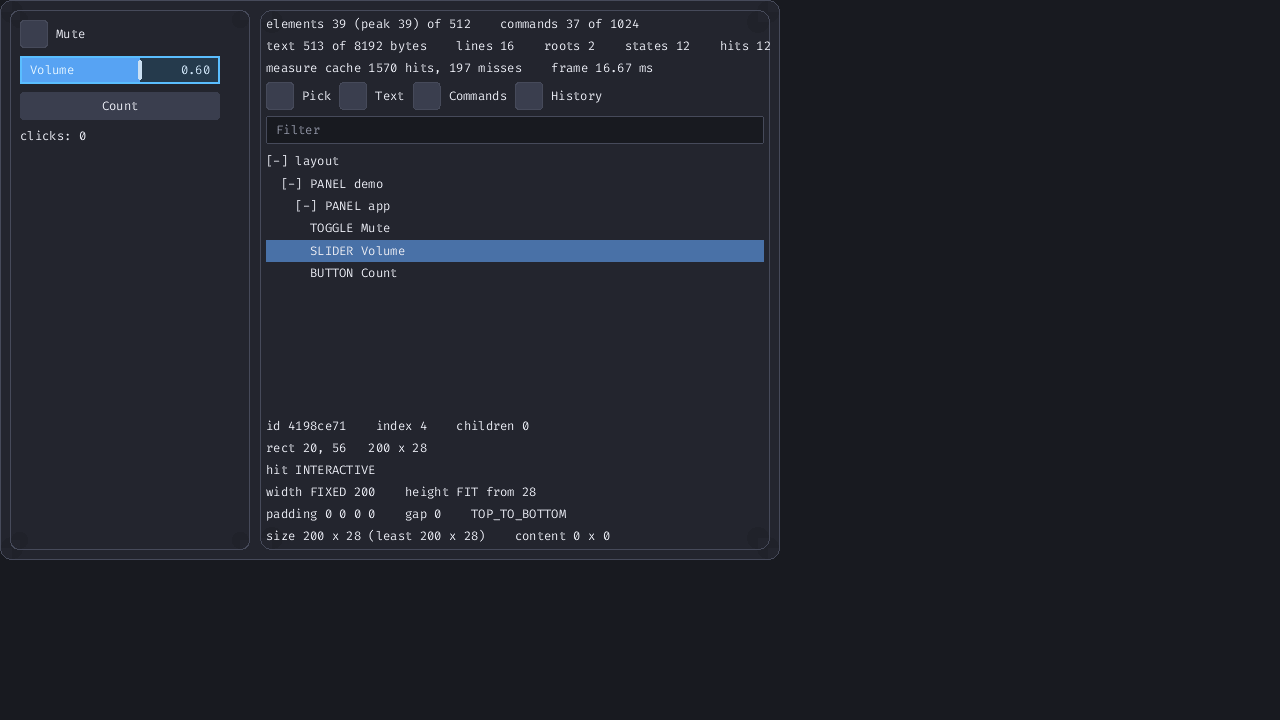 Mute
Volume 0.60
Count
clicks: 0
elements 39 (peak 39) of 512 commands 37 of 1024
text 513 of 8192 bytes lines 16 roots 2 states 12 hits 12
measure cache 1570 hits, 197 misses frame 16.67 ms
Pick Text Commands History
Filter
[-] layout
[-] PANEL demo
[-] PANEL app
TOGGLE Mute
SLIDER Volume
BUTTON Count
id 4198ce71 index 4 children 0
rect 20, 56 200 x 28
hit INTERACTIVE
width FIXED 200 height FIT from 28
padding 0 0 0 0 gap 0 TOP_TO_BOTTOM
size 200 x 28 (least 200 x 28) content 0 x 0